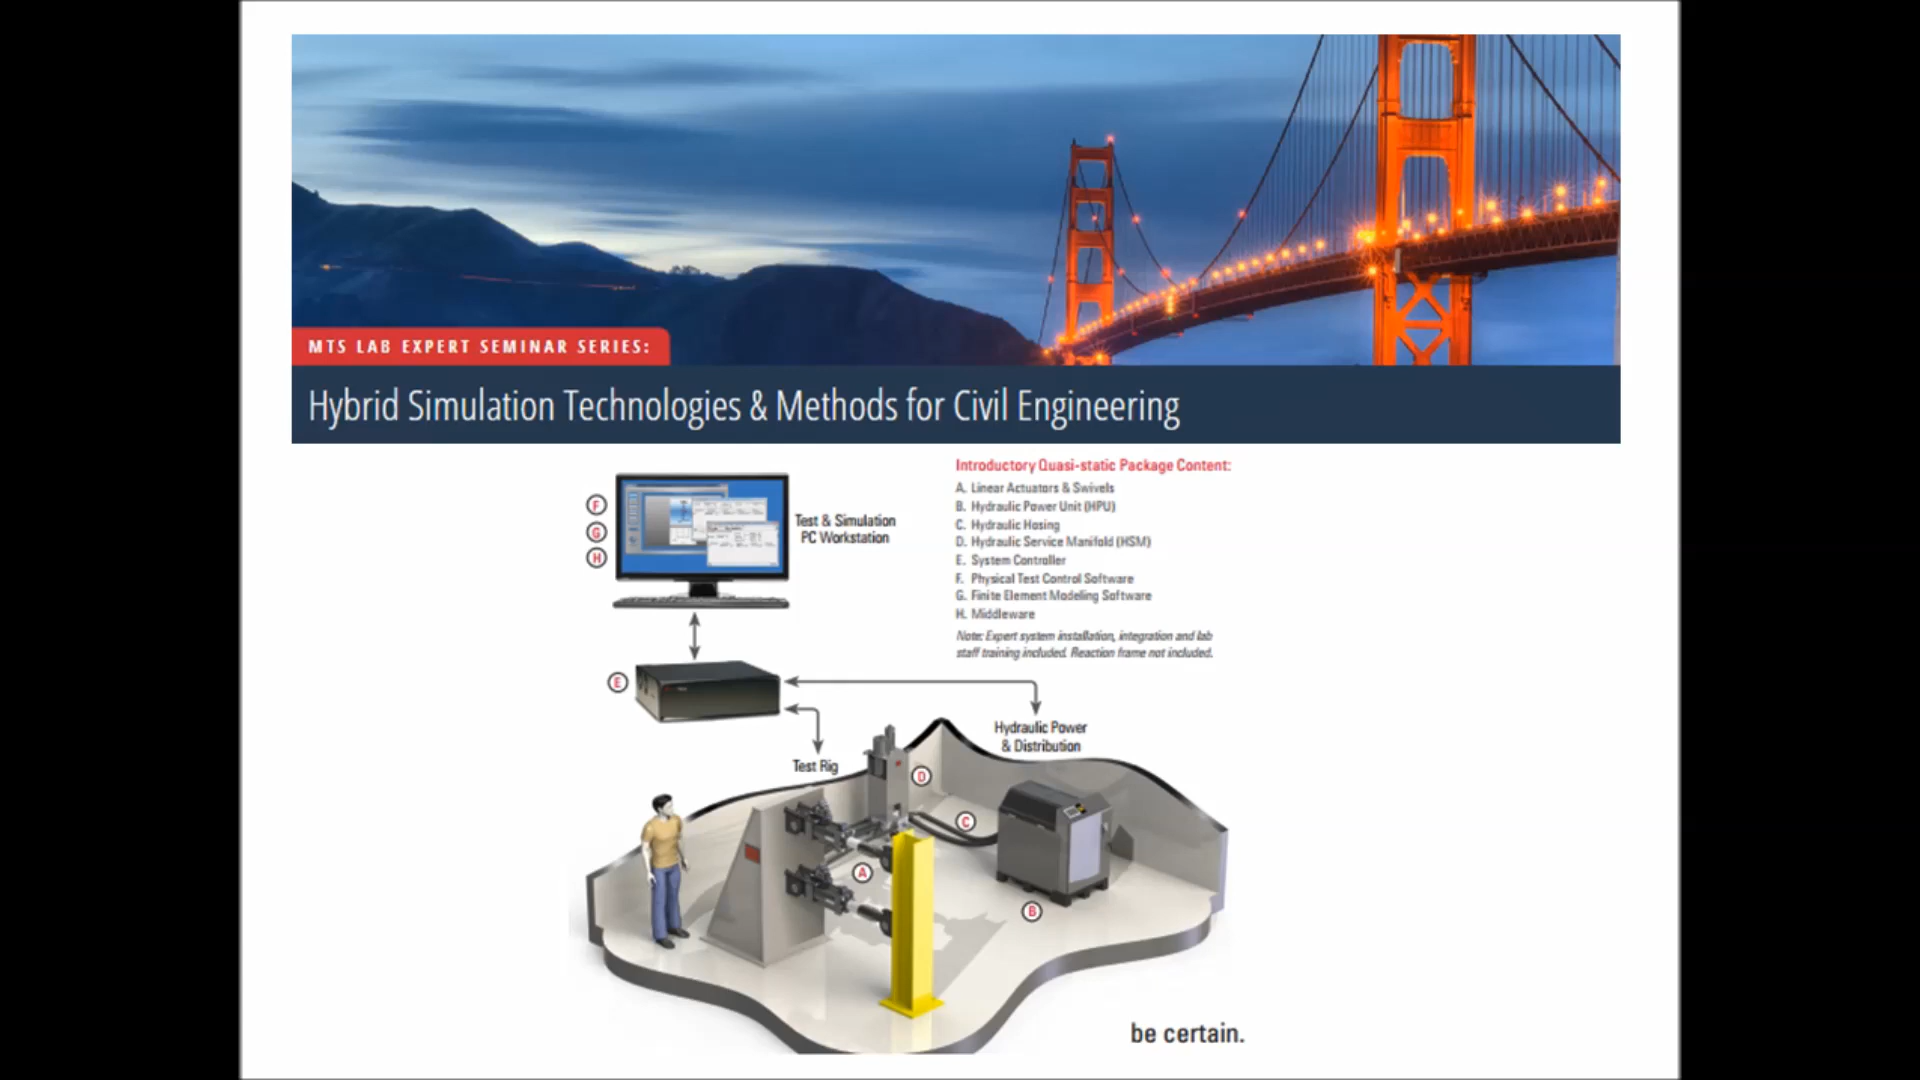 MTS LAB EXPERT SEMINAR SERIES:
Hybrid Simulation Technologies & Methods for Civil Engineering
Introductory Quasi-static Package Content:
A. Linear Actuators & Swivels
B. Hydraulic Power Unit (HPU)
C. Hydraulic Hosing
D. Hydraulic Service Manifold (HSM)
E. System Controller
F. Physical Test Control Software
G. Finite Element Modeling Software
H. Middleware
Note: Expert system installation, integration and lab
staff training included. Reaction frame not included.
F
G
H
Test & Simulation
PC Workstation
E
Hydraulic Power
& Distribution
Test Rig
D
C
A
B
be certain.